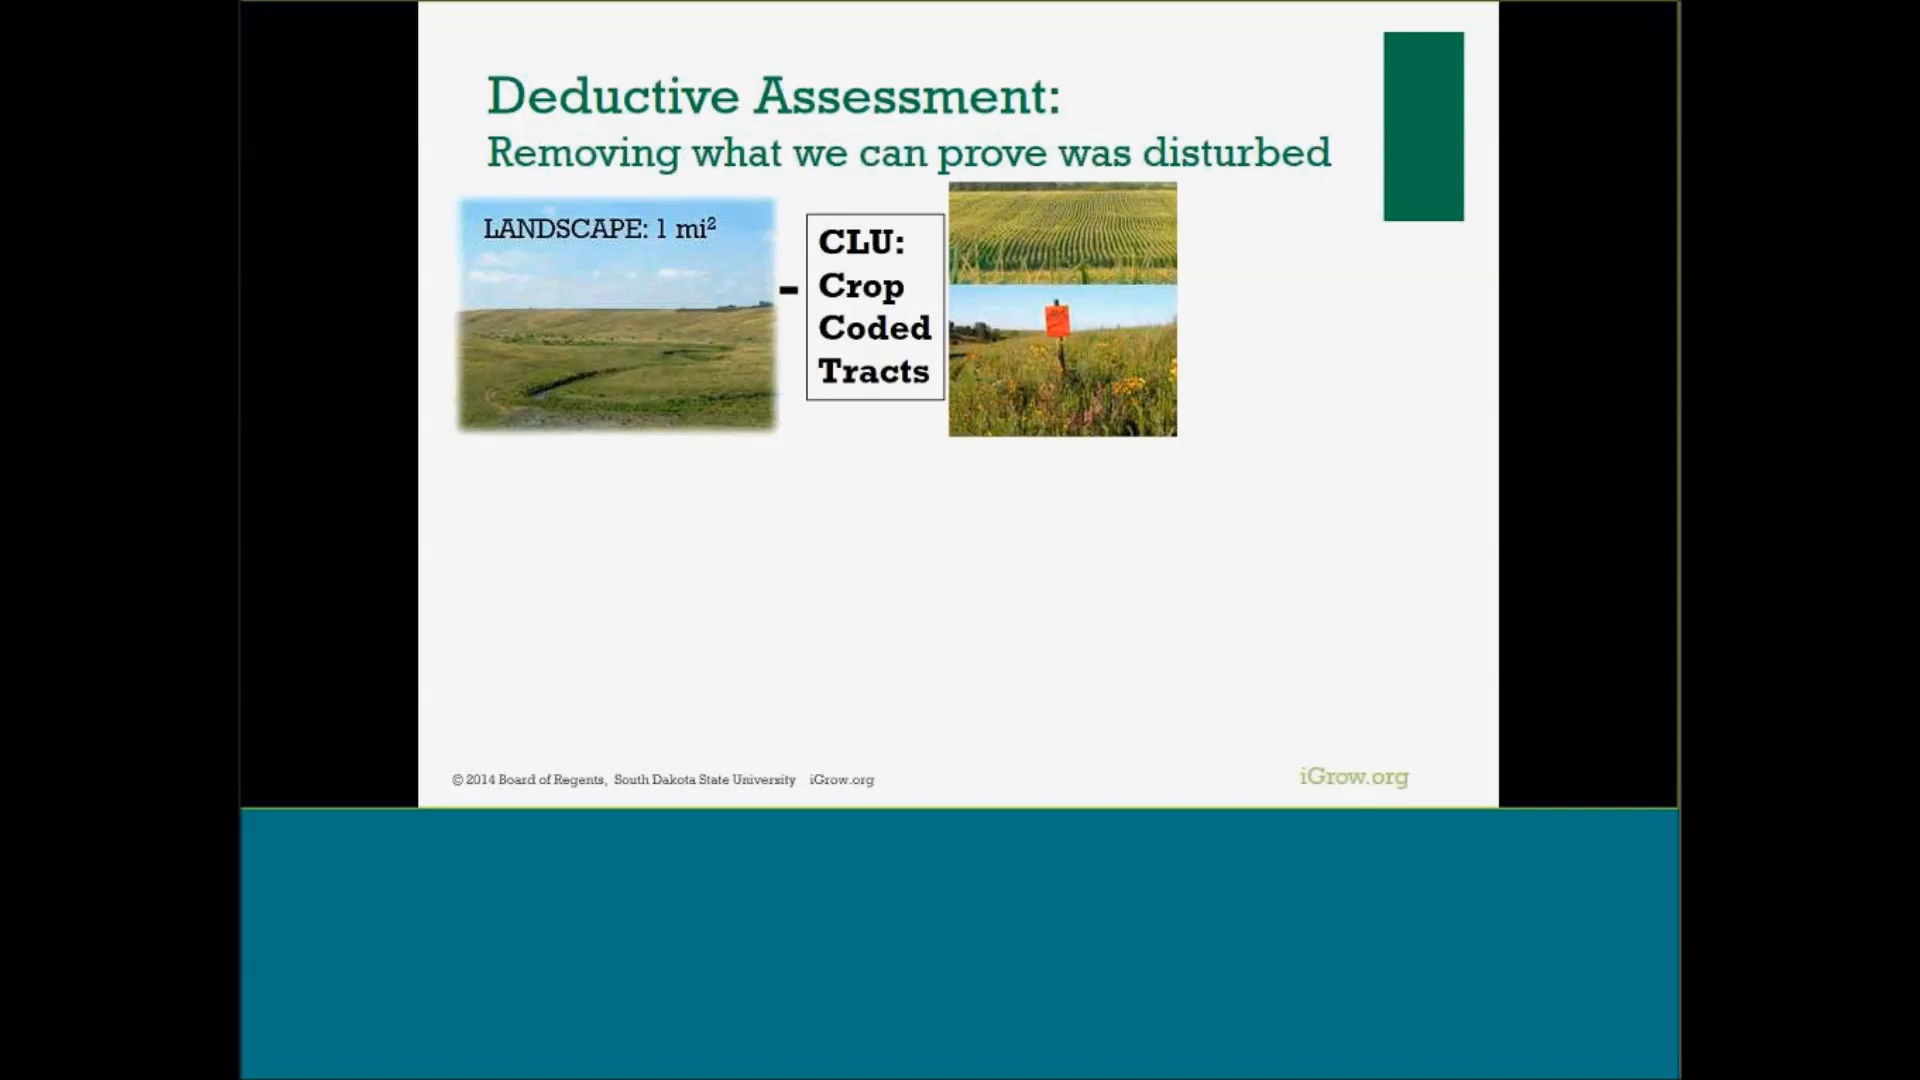 Deductive Assessment:
Removing what we can prove was disturbed
LANDSCAPE: 1 mi²
-
CLU:
Crop
Coded
Tracts
© 2014 Board of Regents, South Dakota State University iGrow.org
iGrow.org